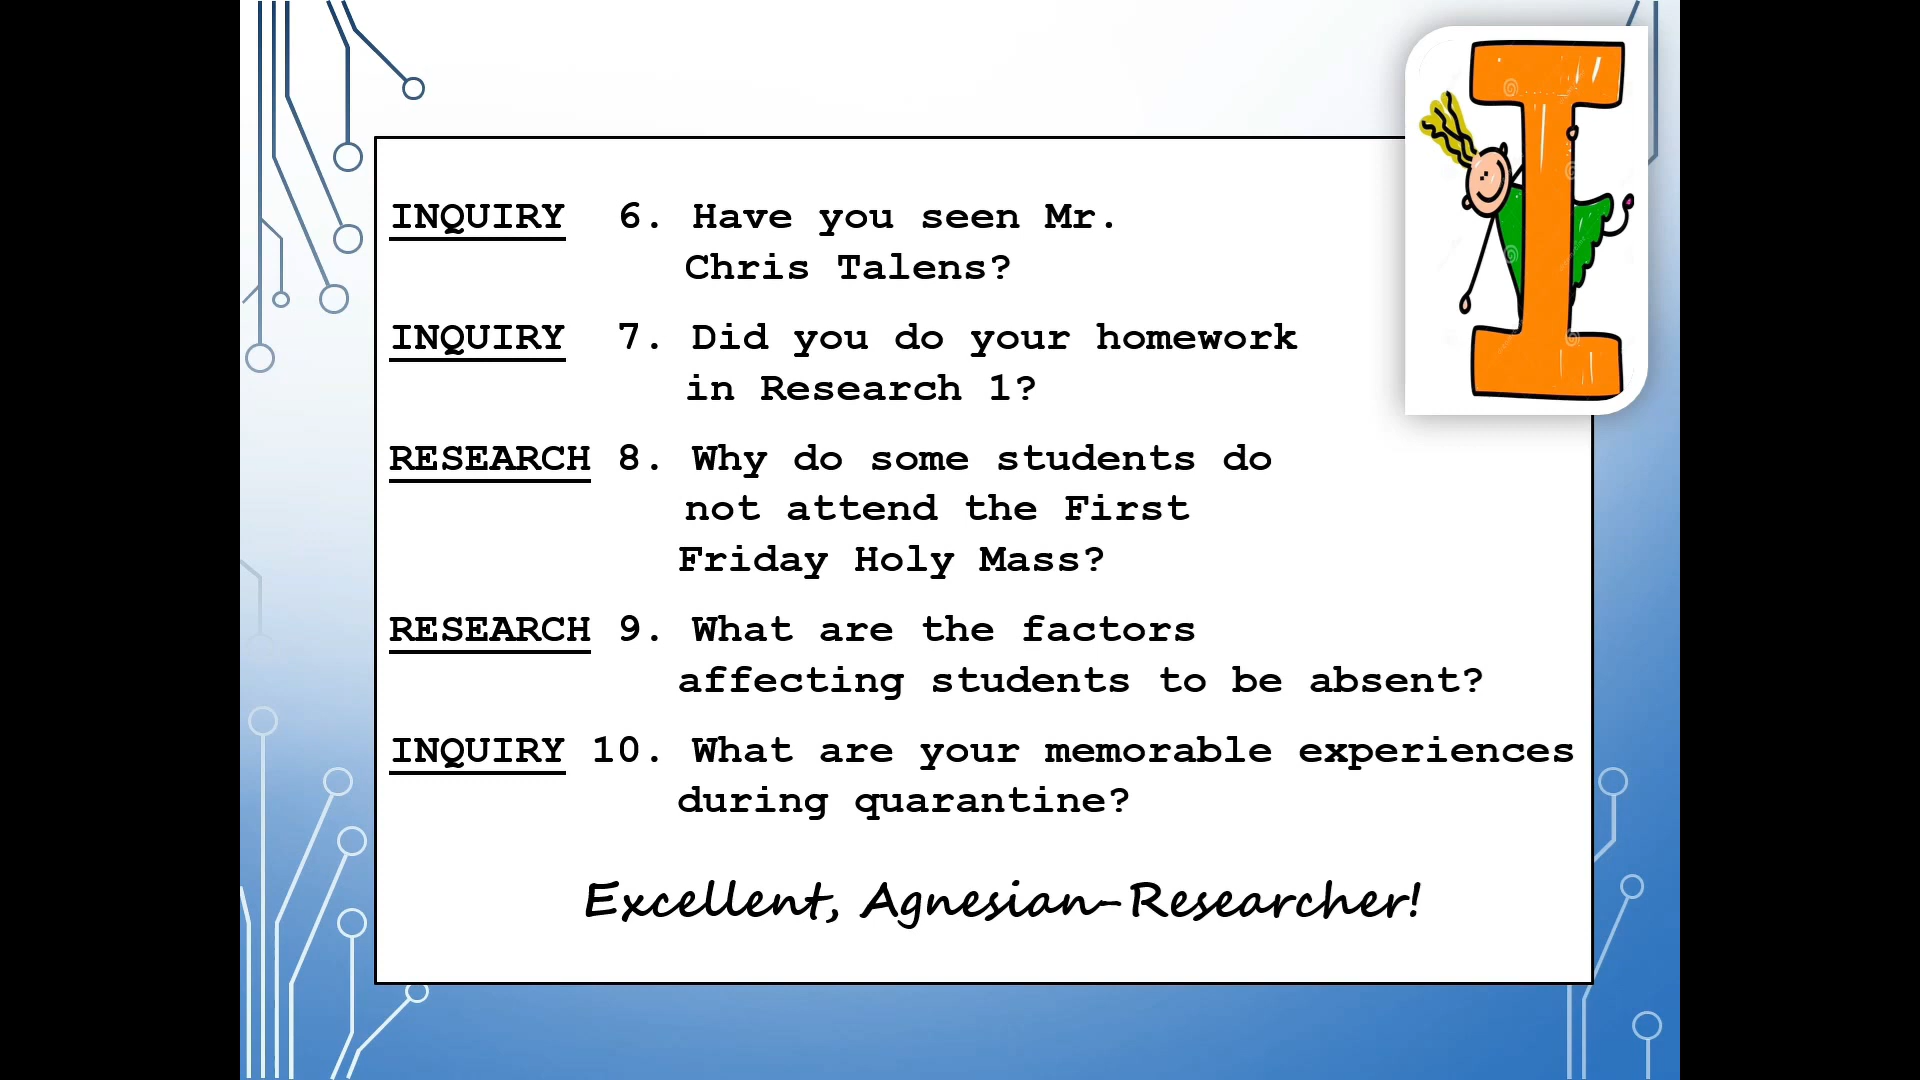 INQUIRY 6. Have you seen Mr.
Chris Talens?
INQUIRY 7. Did you do your homework
in Research 1?
RESEARCH 8. Why do some students do
not attend the First
Friday Holy Mass?
RESEARCH 9. What are the factors
affecting students to be absent?
INQUIRY 10. What are your memorable experiences
during quarantine?
Excellent, Agnesian-Researcher!
I